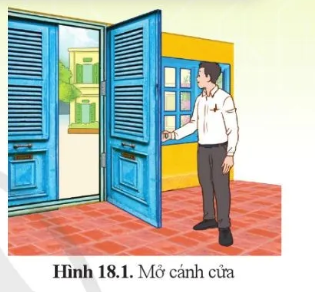 Hình 18.1. Mở cánh cửa